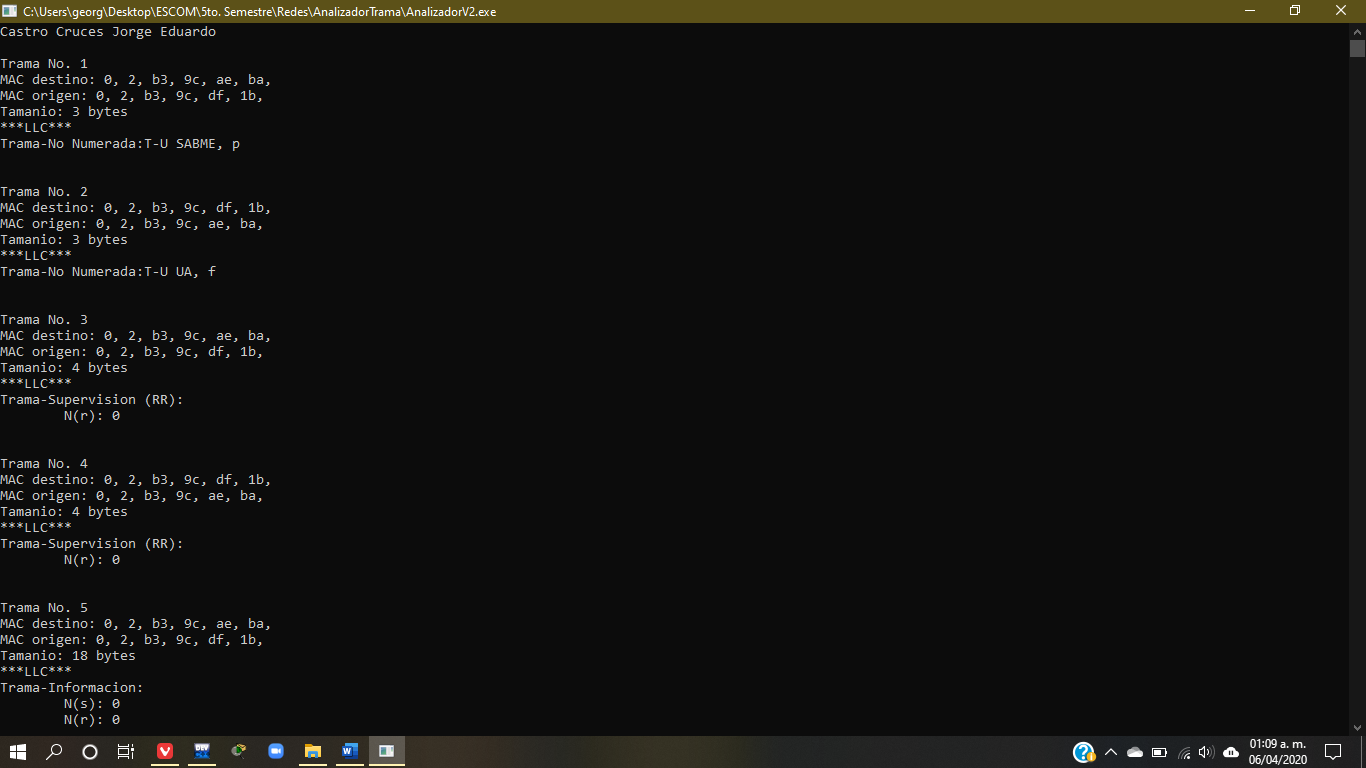 C:\Users\georg\Desktop\ESCOM\5to. Semestre\Redes\AnalizadorTrama\AnalizadorV2.exe
Castro Cruces Jorge Eduardo
Trama No. 1
MAC destino: 0, 2, b3, 9c, ae, ba,
MAC origen: 0, 2, b3, 9c, df, 1b,
Tamanio: 3 bytes
***LLC***
Trama-No Numerada:T-U SABME, p
Trama No. 2
MAC destino: 0, 2, b3, 9c, df, 1b,
MAC origen: 0, 2, b3, 9c, ae, ba,
Tamanio: 3 bytes
***LLC***
Trama-No Numerada:T-U UA, f
Trama No. 3
MAC destino: 0, 2, b3, 9c, ae, ba,
MAC origen: 0, 2, b3, 9c, df, 1b,
Tamanio: 4 bytes
***LLC***
Trama-Supervision (RR):
N(r): 0
Trama No. 4
MAC destino: 0, 2, b3, 9c, df, 1b,
MAC origen: 0, 2, b3, 9c, ae, ba,
Tamanio: 4 bytes
***LLC***
Trama-Supervision (RR):
N(r): 0
Trama No. 5
MAC destino: 0, 2, b3, 9c, ae, ba,
MAC origen: 0, 2, b3, 9c, df, 1b,
Tamanio: 18 bytes
***LLC***
Trama-Informacion:
N(s): 0
N(r): 0
DEV
W
?
01:09 a. m.
06/04/2020